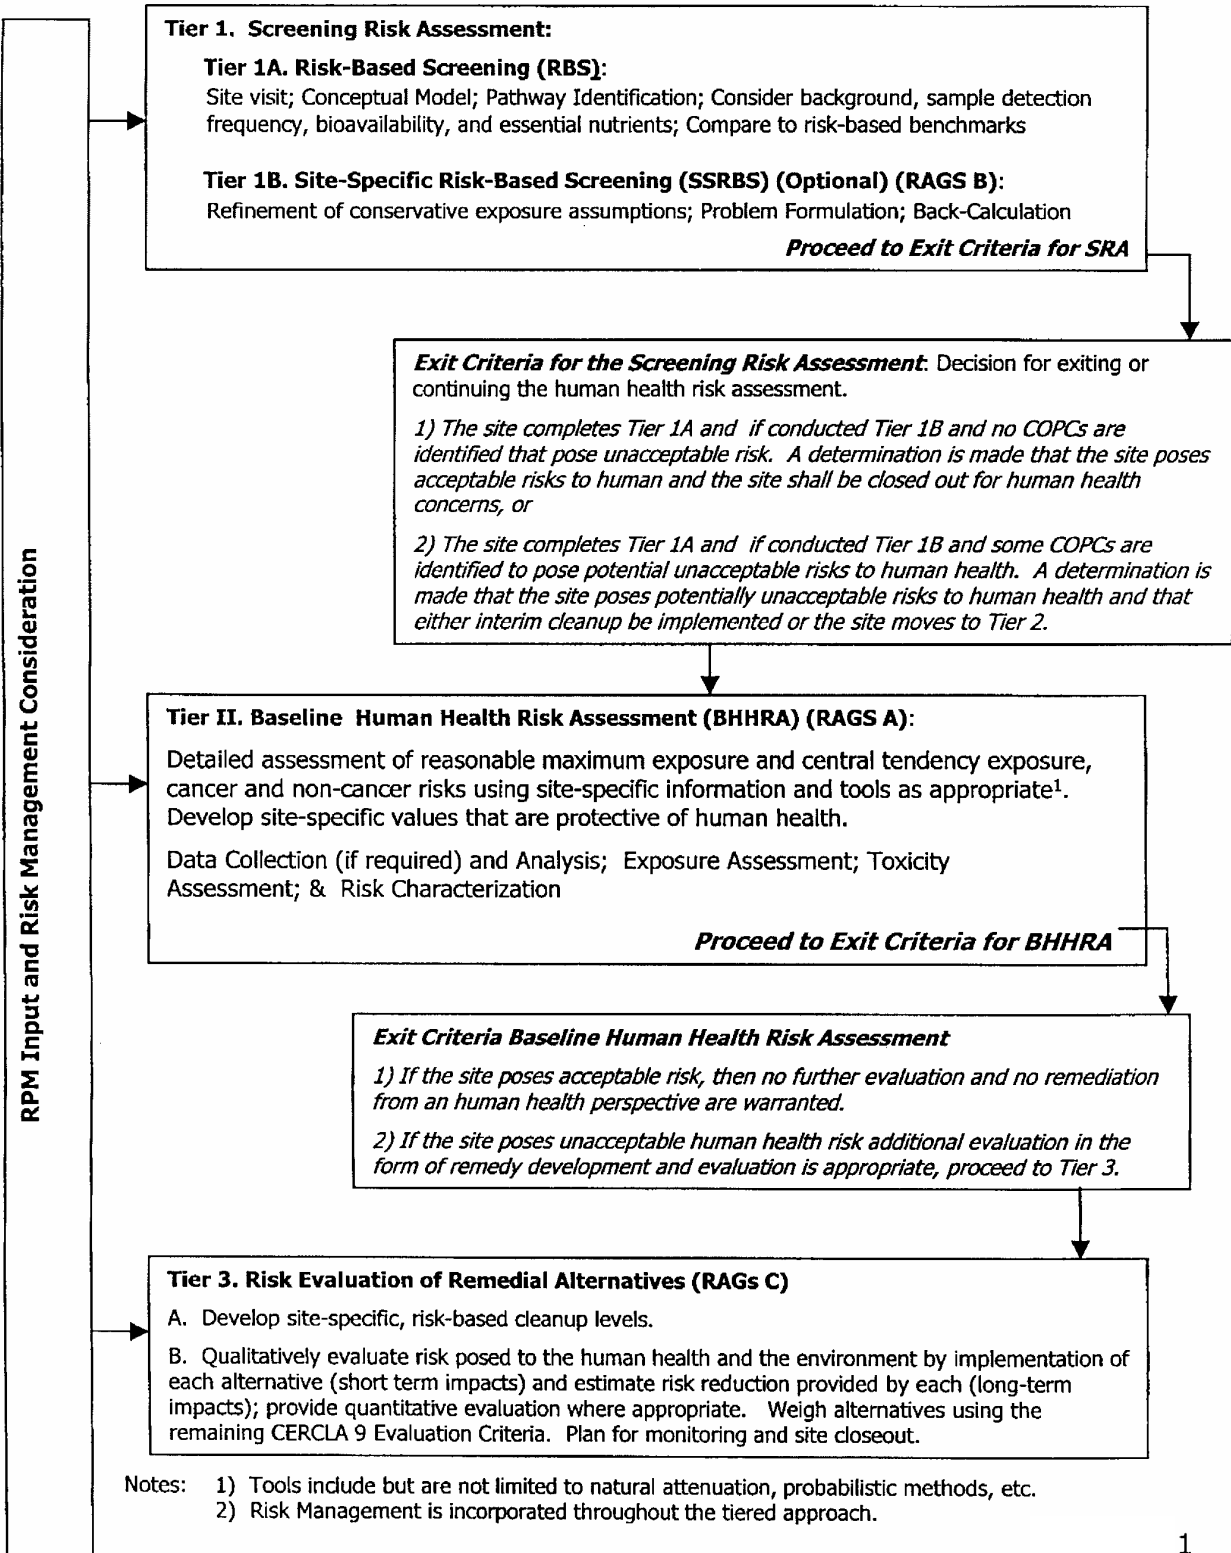 RPM Input and Risk Management Consideration
Tier 1. Screening Risk Assessment:
Tier 1A. Risk-Based Screening (RBS):
Site visit; Conceptual Model; Pathway Identification; Consider background, sample detection
frequency, bioavailability, and essential nutrients; Compare to risk-based benchmarks
Tier 1B. Site-Specific Risk-Based Screening (SSRBS) (Optional) (RAGS B):
Refinement of conservative exposure assumptions; Problem Formulation; Back-Calculation
Proceed to Exit Criteria for SRA
Exit Criteria for the Screening Risk Assessment. Decision for exiting or
continuing the human health risk assessment.
1) The site completes Tier 1A and if conducted Tier 1B and no COPCs are
identified that pose unacceptable risk. A determination is made that the site poses
acceptable risks to human and the site shall be closed out for human health
concerns, or
2) The site completes Tier 1A and if conducted Tier 1B and some COPCs are
identified to pose potential unacceptable risks to human health. A determination is
made that the site poses potentially unacceptable risks to human health and that
either interim cleanup be implemented or the site moves to Tier 2.
Tier II. Baseline Human Health Risk Assessment (BHHRA) (RAGS A):
Detailed assessment of reasonable maximum exposure and central tendency exposure,
cancer and non-cancer risks using site-specific information and tools as appropriate¹.
Develop site-specific values that are protective of human health.
Data Collection (if required) and Analysis; Exposure Assessment; Toxicity
Assessment; & Risk Characterization
Proceed to Exit Criteria for BHHRA
Exit Criteria Baseline Human Health Risk Assessment
1) If the site poses acceptable risk, then no further evaluation and no remediation
from an human health perspective are warranted.
2) If the site poses unacceptable human health risk additional evaluation in the
form of remedy development and evaluation is appropriate, proceed to Tier 3.
Tier 3. Risk Evaluation of Remedial Alternatives (RAGs C)
A. Develop site-specific, risk-based cleanup levels.
B. Qualitatively evaluate risk posed to the human health and the environment by implementation of
each alternative (short term impacts) and estimate risk reduction provided by each (long-term
impacts); provide quantitative evaluation where appropriate. Weigh alternatives using the
remaining CERCLA 9 Evaluation Criteria. Plan for monitoring and site closeout.
Notes: 1) Tools include but are not limited to natural attenuation, probabilistic methods, etc.
2) Risk Management is incorporated throughout the tiered approach.
1